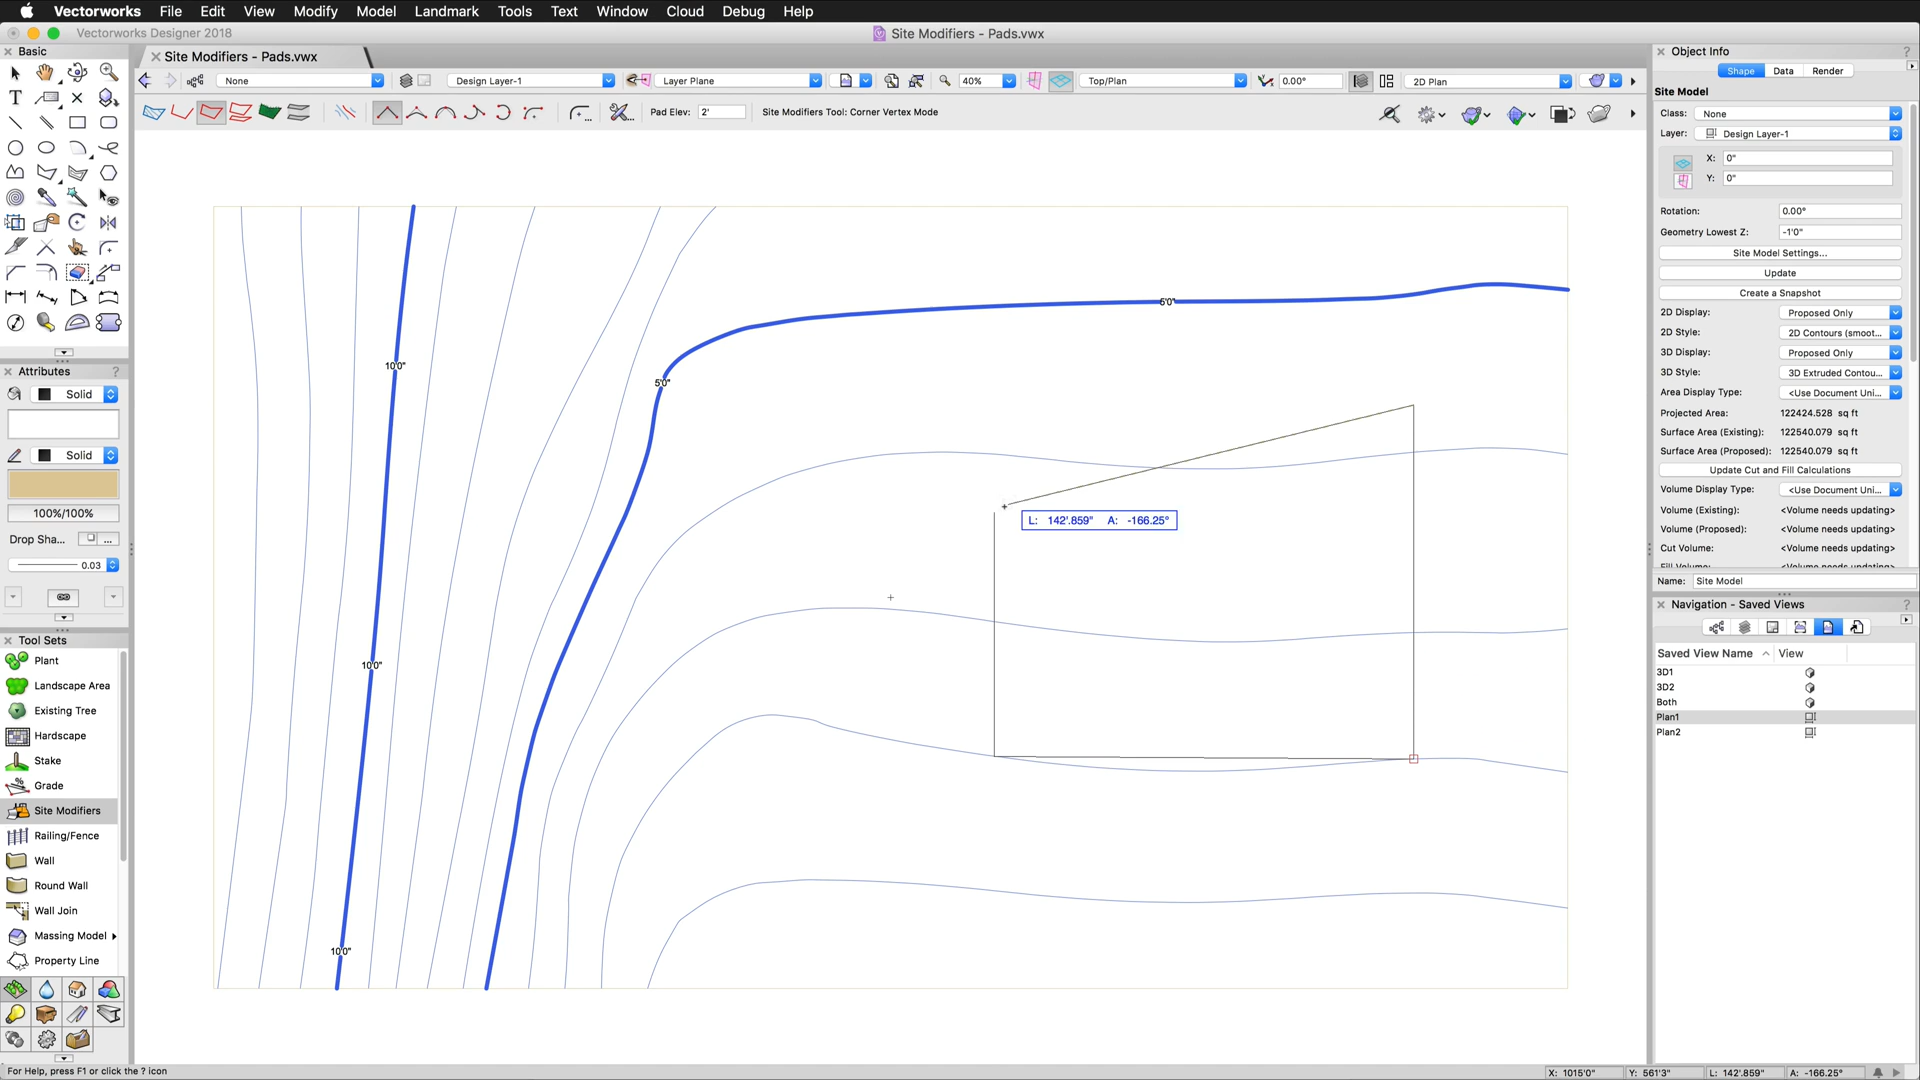 Vectorworks File Edit View Modify Model Landmark Tools Text Window Cloud Debug Help
Vectorworks Designer 2018
Site Modifiers - Pads.vwx
Basic
Site Modifiers - Pads.vwx
None
Design Layer-1
Layer Plane
40%
Top/Plan
0.00°
2D Plan
Pad Elev: 2'
Site Modifiers Tool: Corner Vertex Mode
Attributes ?
Solid
Solid
100%/100%
Drop Sha... ...
0.03
Tool Sets
Plant
Landscape Area
Existing Tree
Hardscape
Stake
Grade
Site Modifiers
Railing/Fence
Wall
Round Wall
Wall Join
Massing Model
Property Line
10'0"
10'0"
10'0"
5'0"
5'0"
L: 142'.859" A: -166.25°
Object Info ?
Shape Data Render
Site Model
Class: None
Layer: Design Layer-1
X: 0"
Y: 0"
Rotation: 0.00°
Geometry Lowest Z: -1'0"
Site Model Settings...
Update
Create a Snapshot
2D Display: Proposed Only
2D Style: 2D Contours (smoot...
3D Display: Proposed Only
3D Style: 3D Extruded Contou...
Area Display Type: <Use Document Uni...
Projected Area: 122424.528 sq ft
Surface Area (Existing): 122540.079 sq ft
Surface Area (Proposed): 122540.079 sq ft
Update Cut and Fill Calculations
Volume Display Type: <Use Document Uni...
Volume (Existing): <Volume needs updating>
Volume (Proposed): <Volume needs updating>
Cut Volume: <Volume needs updating>
Fill Volume: <Volume needs updating>
Name: Site Model
Navigation - Saved Views ?
Saved View Name View
3D1
3D2
Both
Plan1
Plan2
For Help, press F1 or click the ? icon
X: 1015'0" Y: 561'3" L: 142'.859" A: -166.25°